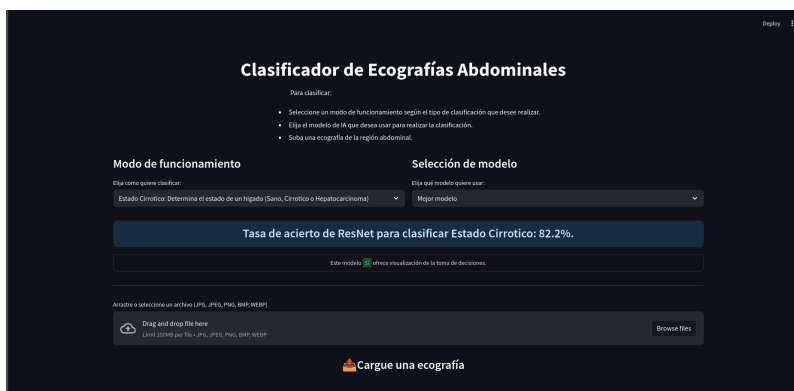 Deploy
Clasificador de Ecografías Abdominales
Para clasificar:
Seleccione un modo de funcionamiento según el tipo de clasificación que desee realizar.
Elija el modelo de IA que desea usar para realizar la clasificación.
Suba una ecografía de la región abdominal.
Modo de funcionamiento
Selección de modelo
Elija como quiere clasificar:
Elija qué modelo quiere usar:
Estado Cirrotico: Determina el estado de un hígado (Sano, Cirrotico o Hepatocarcinoma)
Mejor modelo
Tasa de acierto de ResNet para clasificar Estado Cirrotico: 82.2%.
Este modelo SI ofrece visualización de la toma de decisiones.
Arrastre o seleccione un archivo (JPG, JPEG, PNG, BMP, WEBP)
Drag and drop file here
Limit 200MB per file • JPG, JPEG, PNG, BMP, WEBP
Browse files
Cargue una ecografía